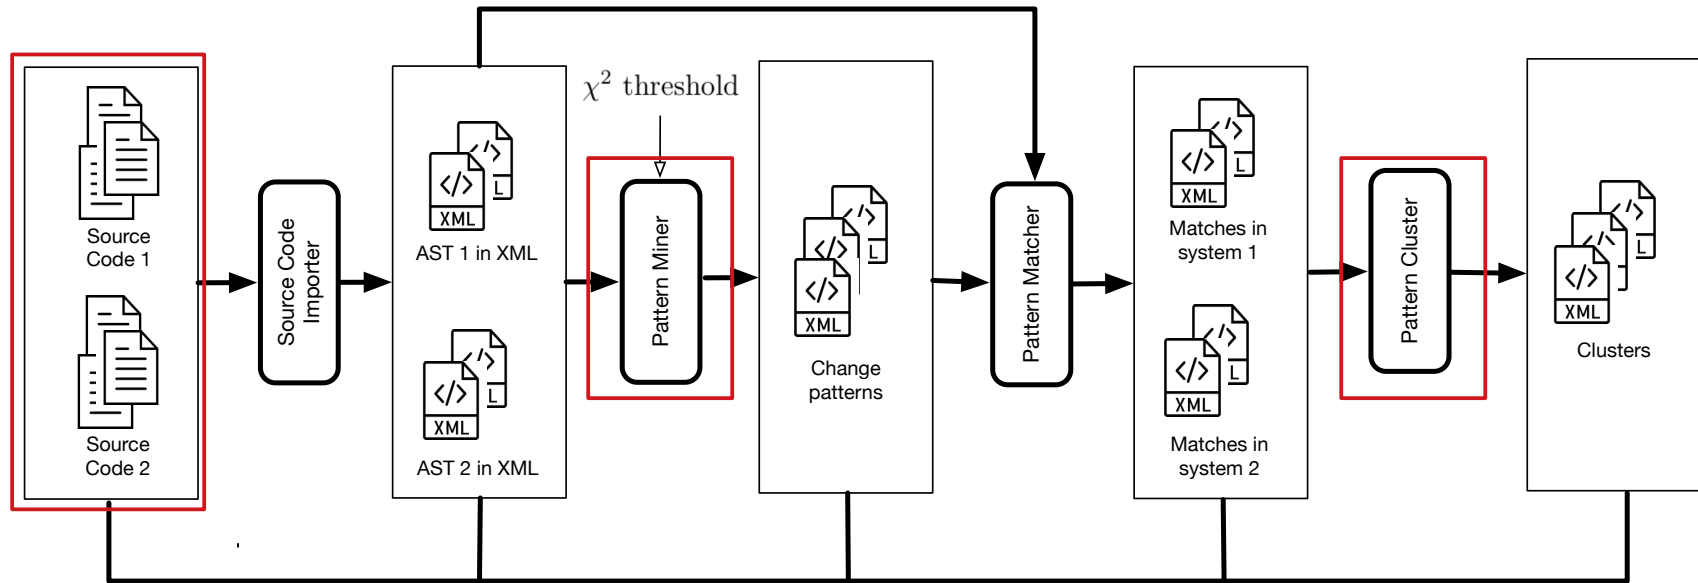 Source
Code 1
Source
Code 2
Source Code
Importer
XML
L
AST 1 in XML
XML
L
AST 2 in XML
χ² threshold
Pattern Miner
XML
L
Change
patterns
Pattern Matcher
XML
L
Matches in
system 1
XML
L
Matches in
system 2
Pattern Cluster
XML
L
Clusters